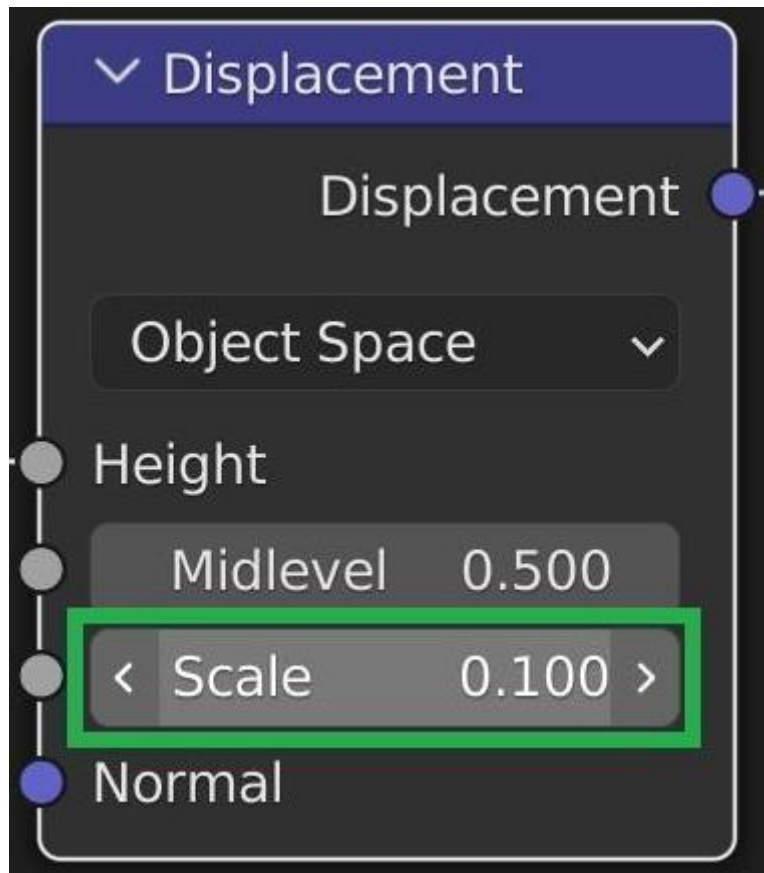 Displacement
Displacement
Object Space
Height
Midlevel 0.500
Scale 0.100
Normal